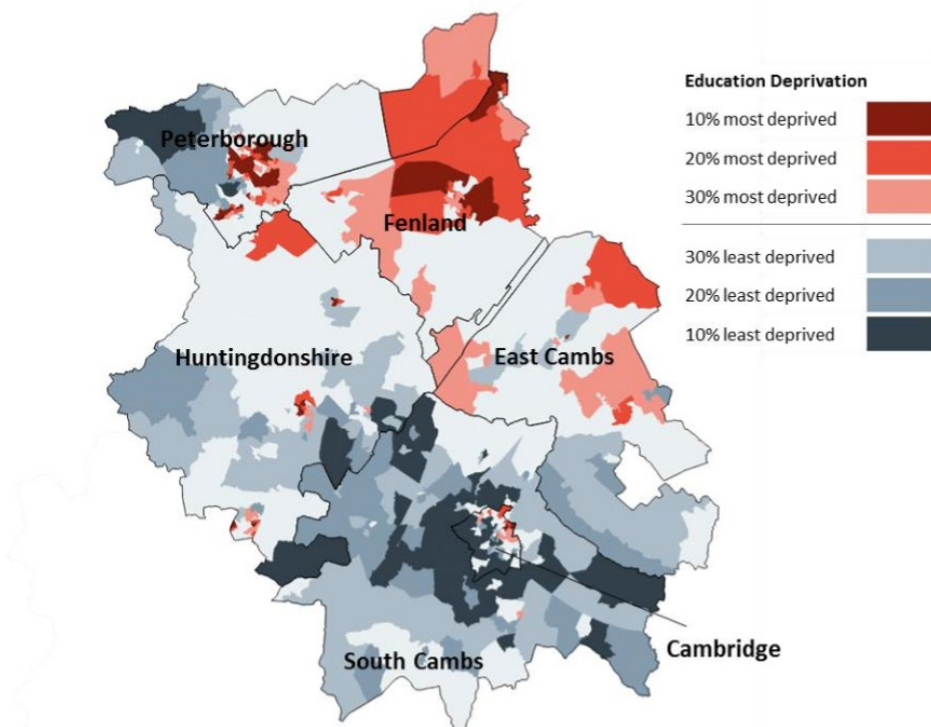 Education Deprivation
10% most deprived
20% most deprived
30% most deprived
30% least deprived
20% least deprived
10% least deprived
Peterborough
Fenland
Huntingdonshire
East Cambs
South Cambs
Cambridge